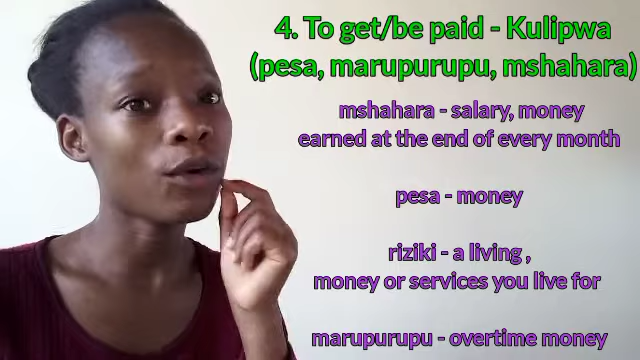 4. To get/be paid - Kulipwa
(pesa, marupurupu, mshahara)
mshahara - salary, money
earned at the end of every month
pesa - money
riziki - a living ,
money or services you live for
marupurupu - overtime money